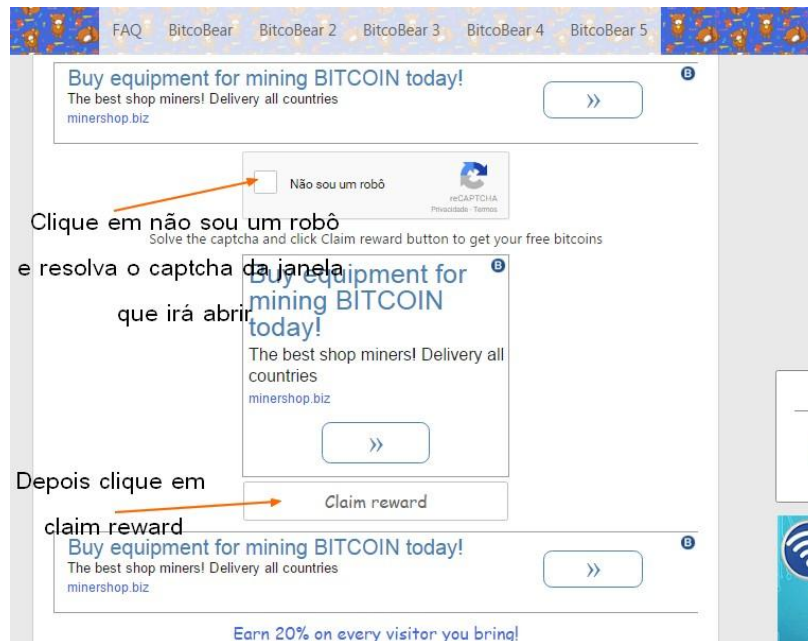 FAQ BitcoBear BitcoBear 2 BitcoBear 3 BitcoBear 4 BitcoBear 5
Buy equipment for mining BITCOIN today!
The best shop miners! Delivery all countries
minershop.biz
»
B
Não sou um robô
reCAPTCHA
Privacidade - Termos
Clique em não sou um robô
e resolva o captcha da janela
que irá abrir
Solve the captcha and click Claim reward button to get your free bitcoins
Buy equipment for
mining BITCOIN
today!
B
The best shop miners! Delivery all
countries
minershop.biz
»
Depois clique em
claim reward
Claim reward
Buy equipment for mining BITCOIN today!
The best shop miners! Delivery all countries
minershop.biz
»
B
Earn 20% on every visitor you bring!